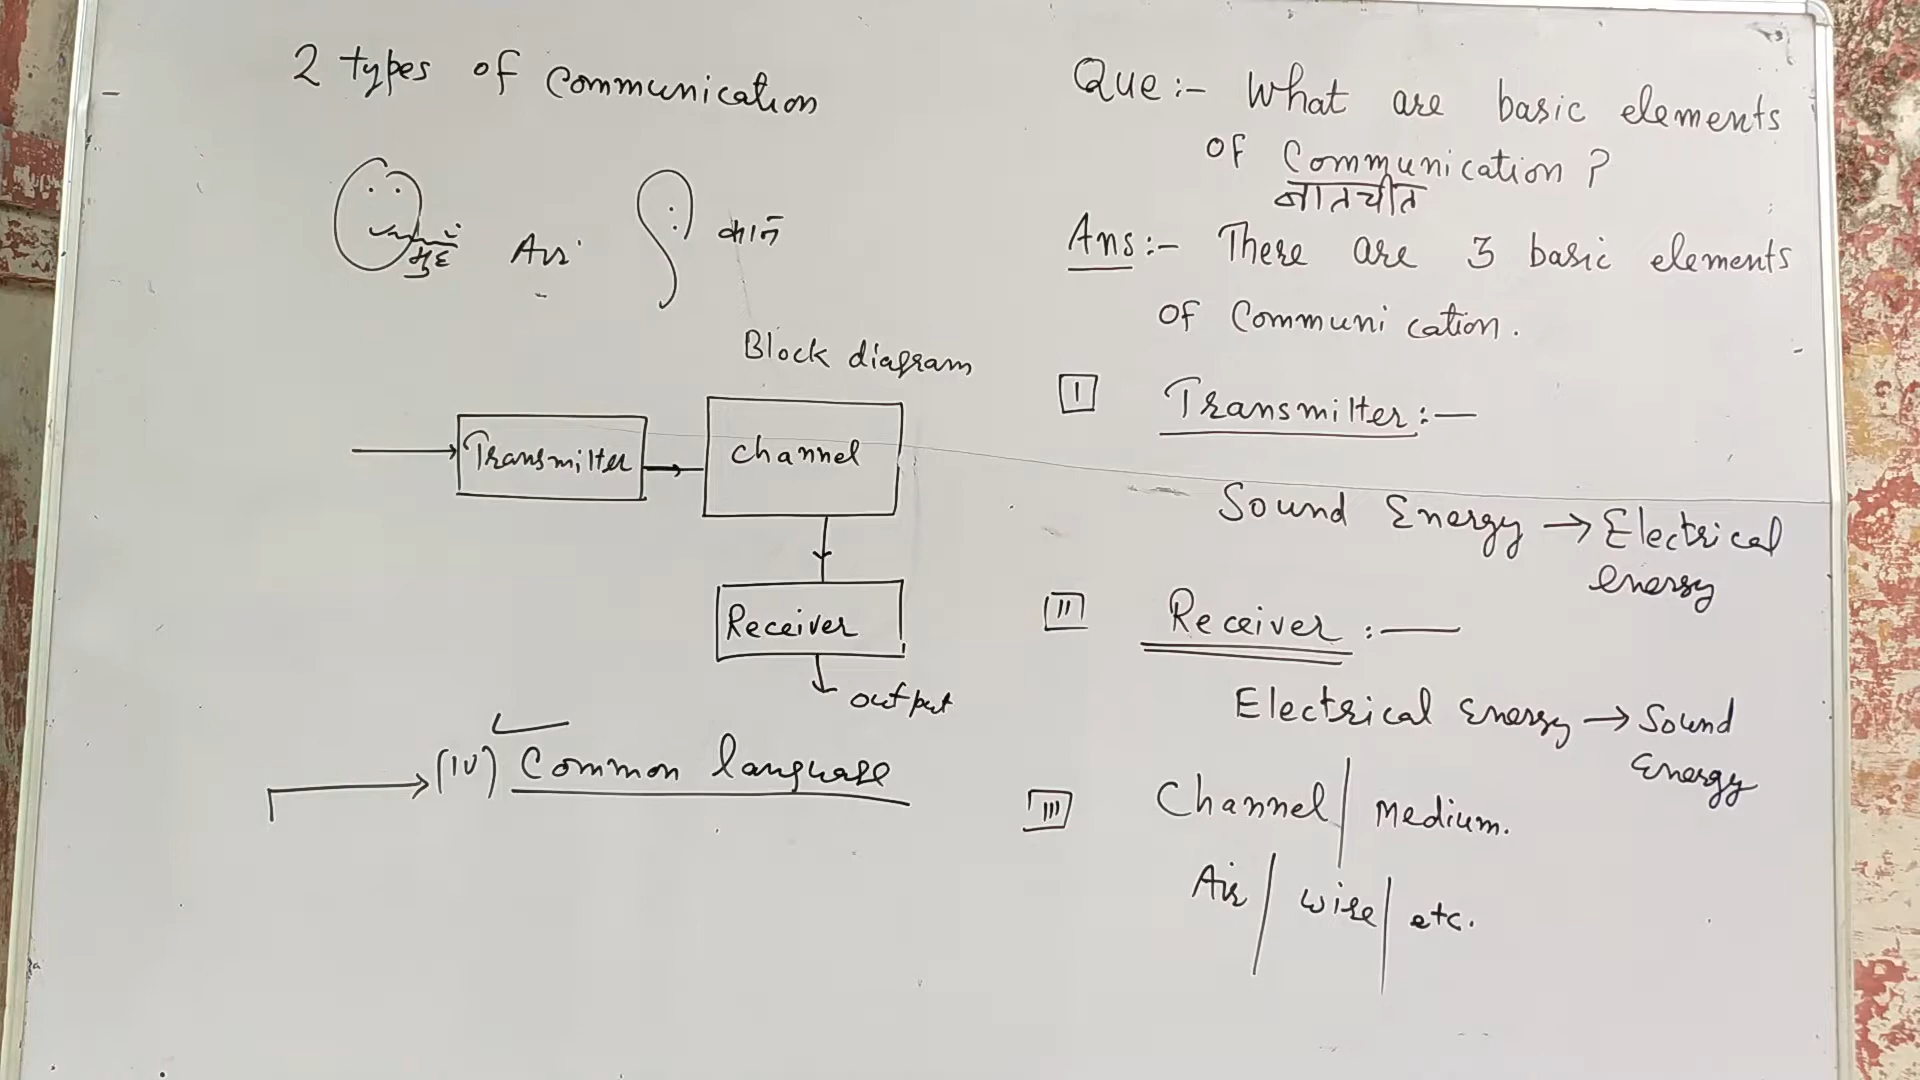 2 types of Communication
मुँह Air कान
Block diagram
Transmitter
Channel
Receiver
output
(IV) Common language
Que :- What are basic elements
of Communication ?
बातचीत
Ans :- There are 3 basic elements
of Communication.
I Transmitter :—
Sound Energy → Electrical
energy
II Receiver :—
Electrical Energy → Sound
Energy
III Channel / Medium.
Air / wire / etc.